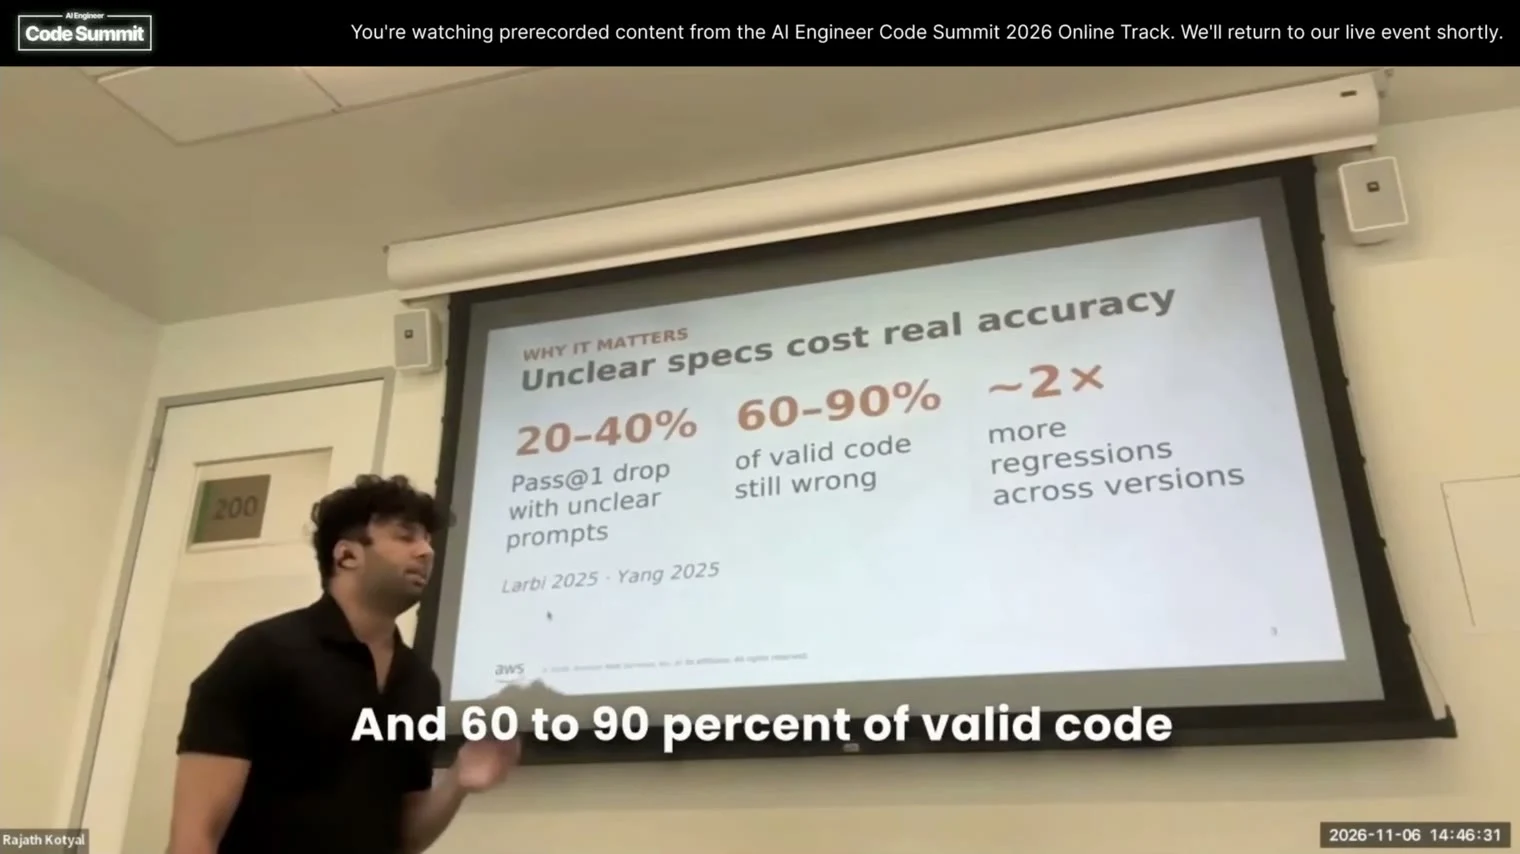 AI Engineer
Code Summit
You're watching prerecorded content from the AI Engineer Code Summit 2026 Online Track. We'll return to our live event shortly.
200
WHY IT MATTERS
Unclear specs cost real accuracy
20–40%
Pass@1 drop
with unclear
prompts
60–90%
of valid code
still wrong
~2×
more
regressions
across versions
Larbi 2025 · Yang 2025
3
aws
All rights reserved.
And 60 to 90 percent of valid code
Rajath Kotyal
2026-11-06 14:46:31